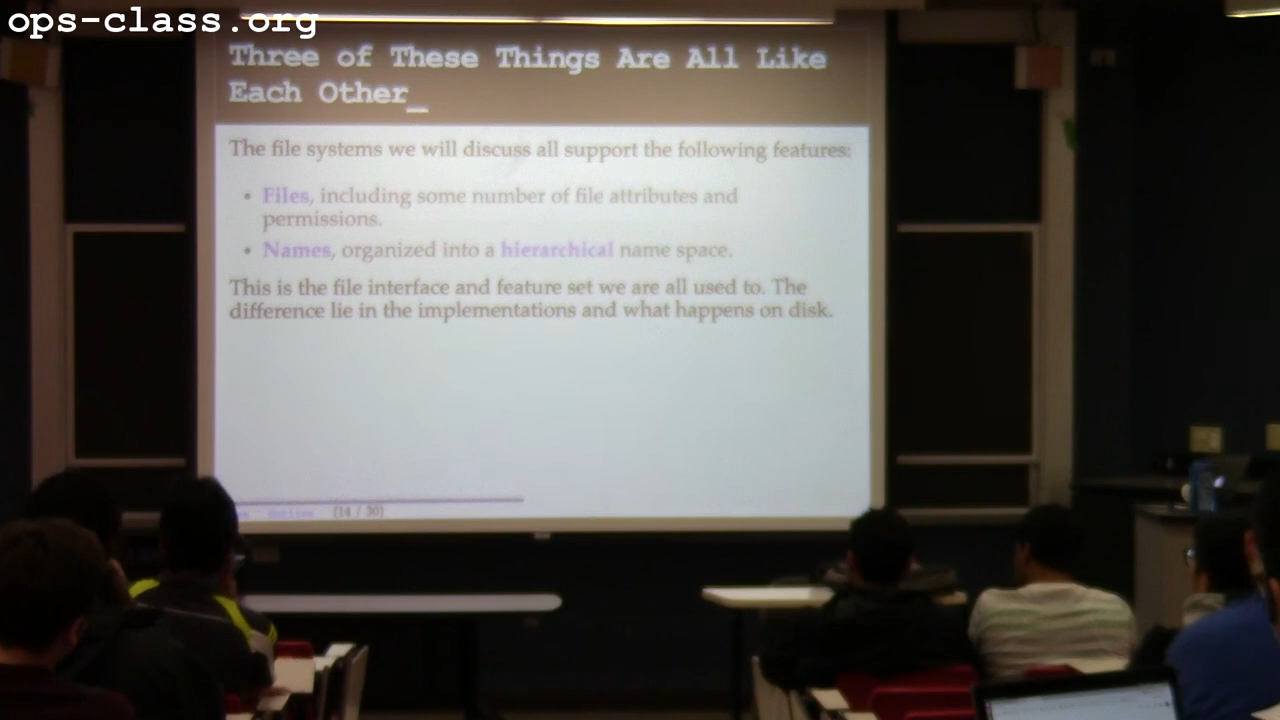 ops-class.org
Three of These Things Are All Like
Each Other_
The file systems we will discuss all support the following features:
• Files, including some number of file attributes and
permissions.
• Names, organized into a hierarchical name space.
This is the file interface and feature set we are all used to. The
difference lie in the implementations and what happens on disk.
(14 / 30)